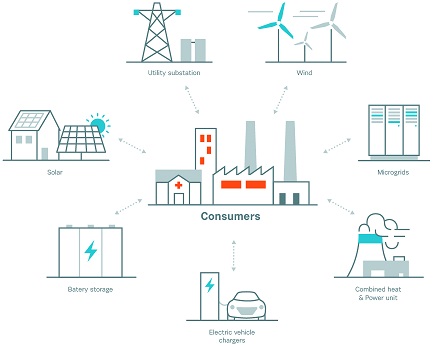 Utility substation
Wind
Solar
Microgrids
Consumers
Batery storage
Combined heat
& Power unit
Electric vehicle
chargers